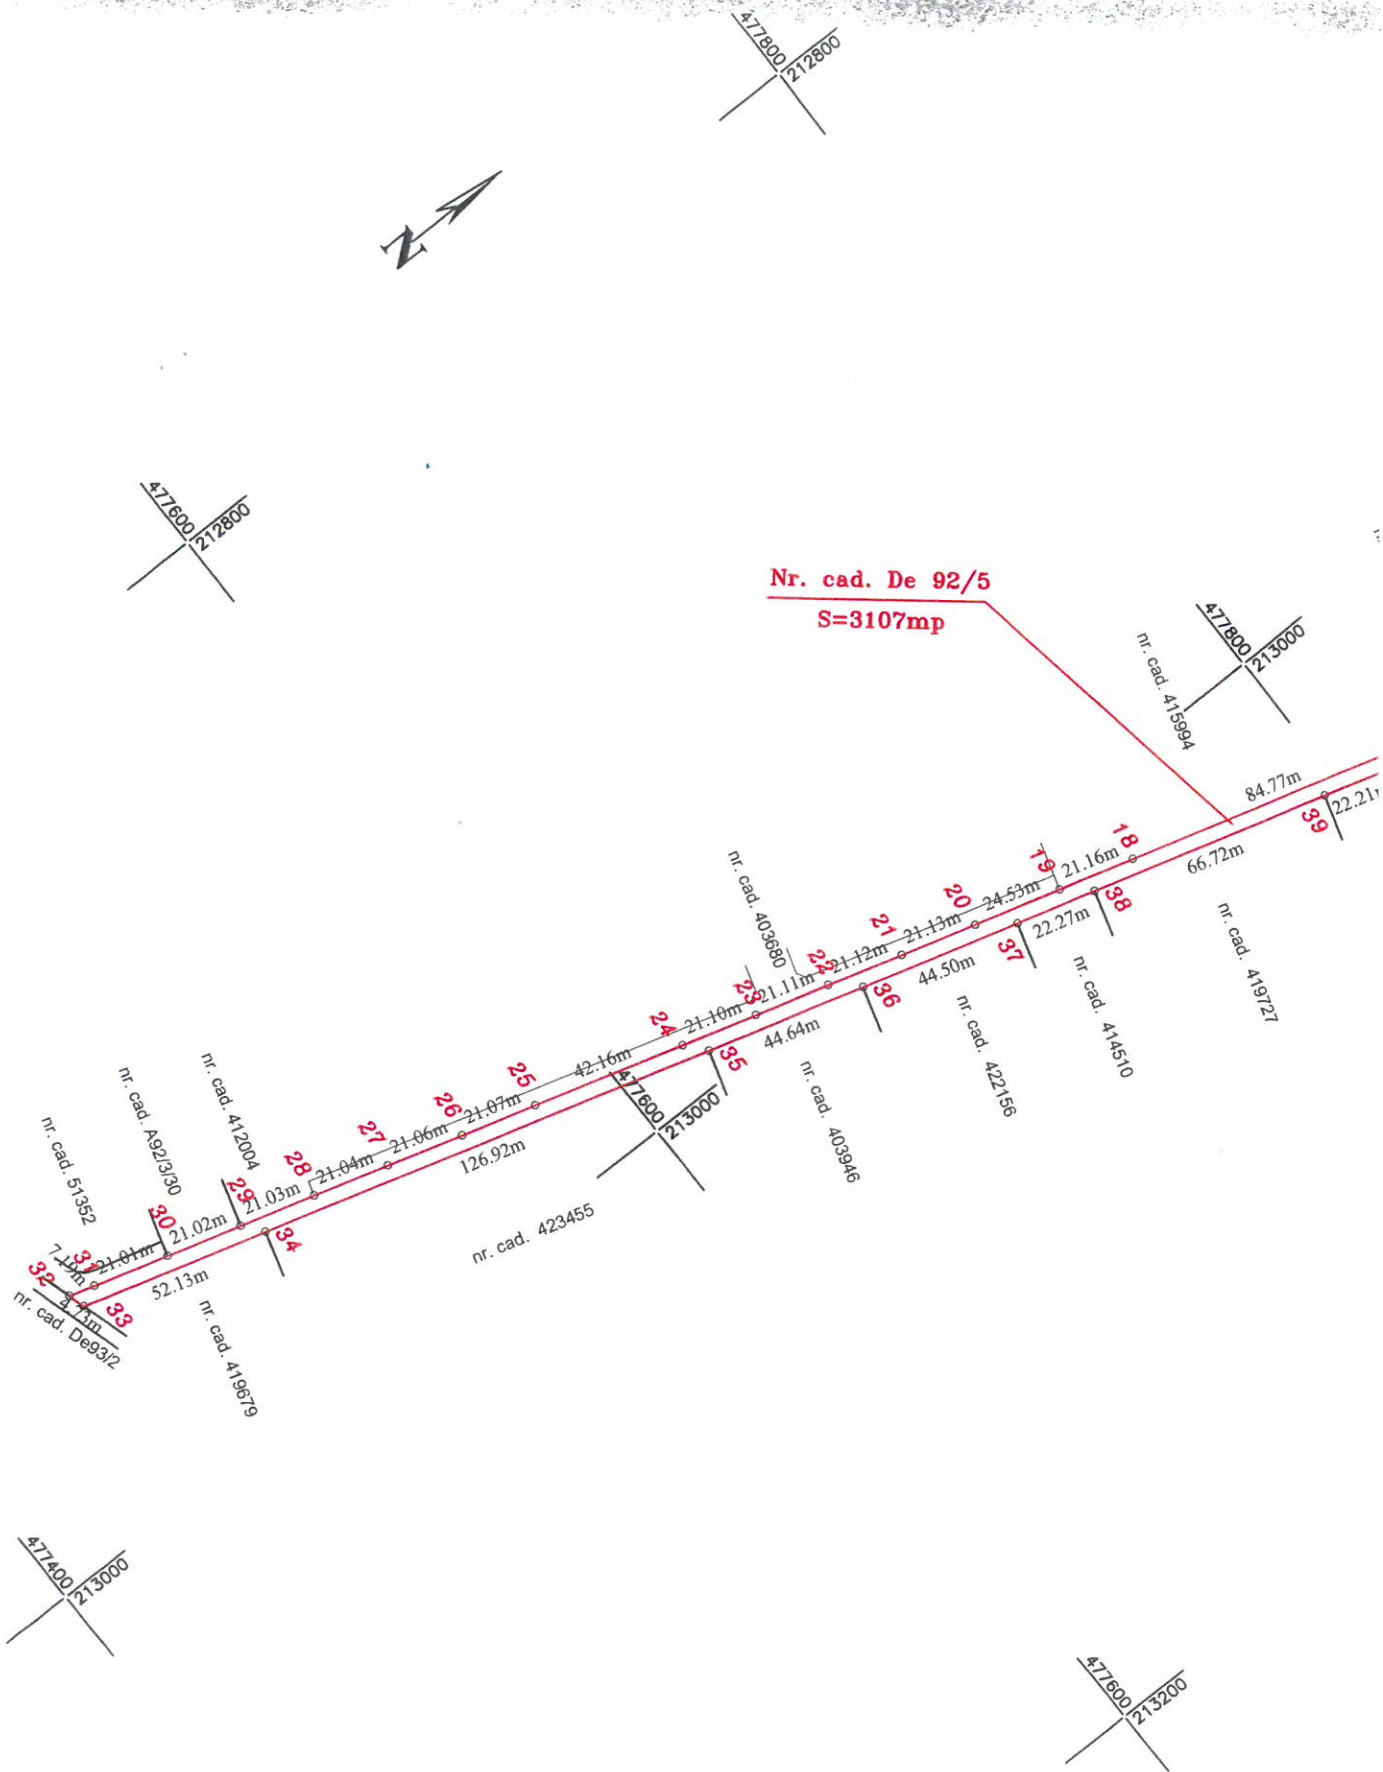 477800
212800
N
477600
212800
Nr. cad. De 92/5
S=3107mp
477800
213000
nr. cad. 415994
84.77m
39
22.21
18
19
21.16m
66.72m
38
20
24.53m
22.27m
37
nr. cad. 419727
nr. cad. 403680
21
21.13m
22
21.12m
44.50m
36
nr. cad. 414510
23
21.11m
nr. cad. 422156
24
21.10m
44.64m
35
nr. cad. 403946
25
42.16m
477600
213000
26
21.07m
27
21.06m
126.92m
28
21.04m
nr. cad. 423455
nr. cad. 412004
29
21.03m
34
nr. cad. A92/3/30
30
21.02m
nr. cad. 51352
31
21.01m
52.13m
7.19m
32
33
4.73m
nr. cad. De93/2
nr. cad. 419679
477400
213000
477600
213200